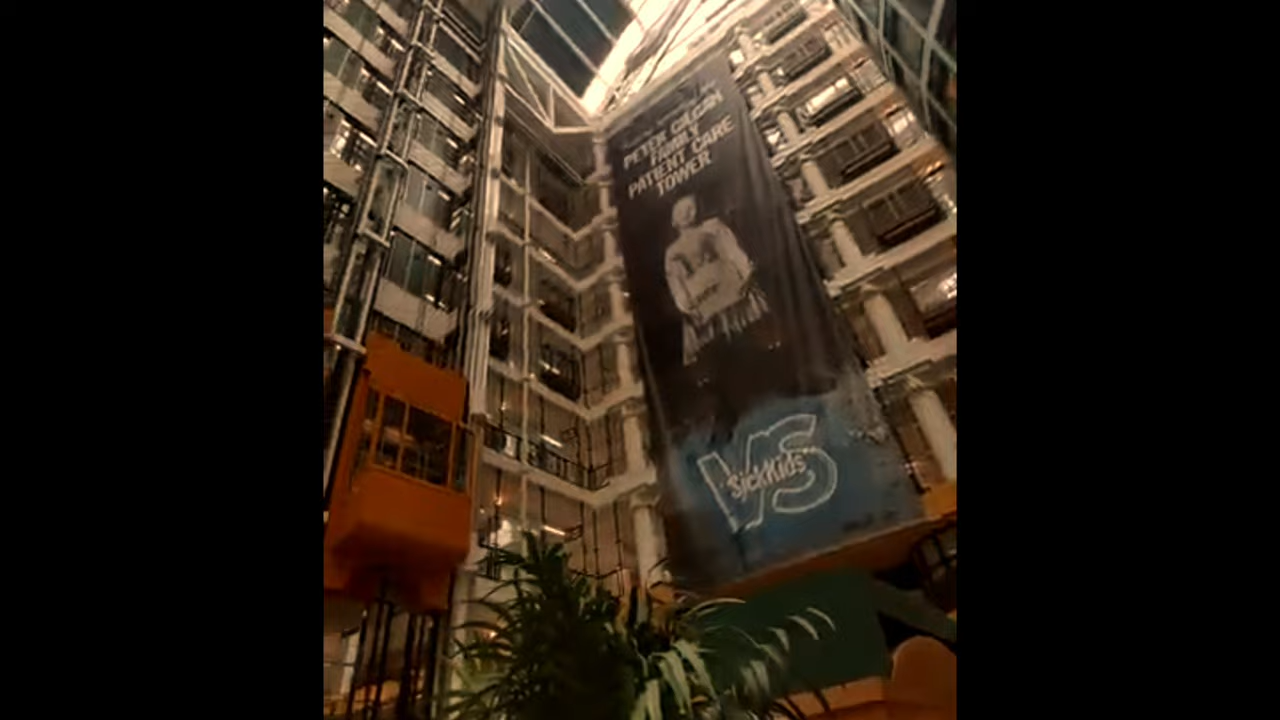 PETER GILGAN
FAMILY
PATIENT CARE
TOWER
VS
SickKids